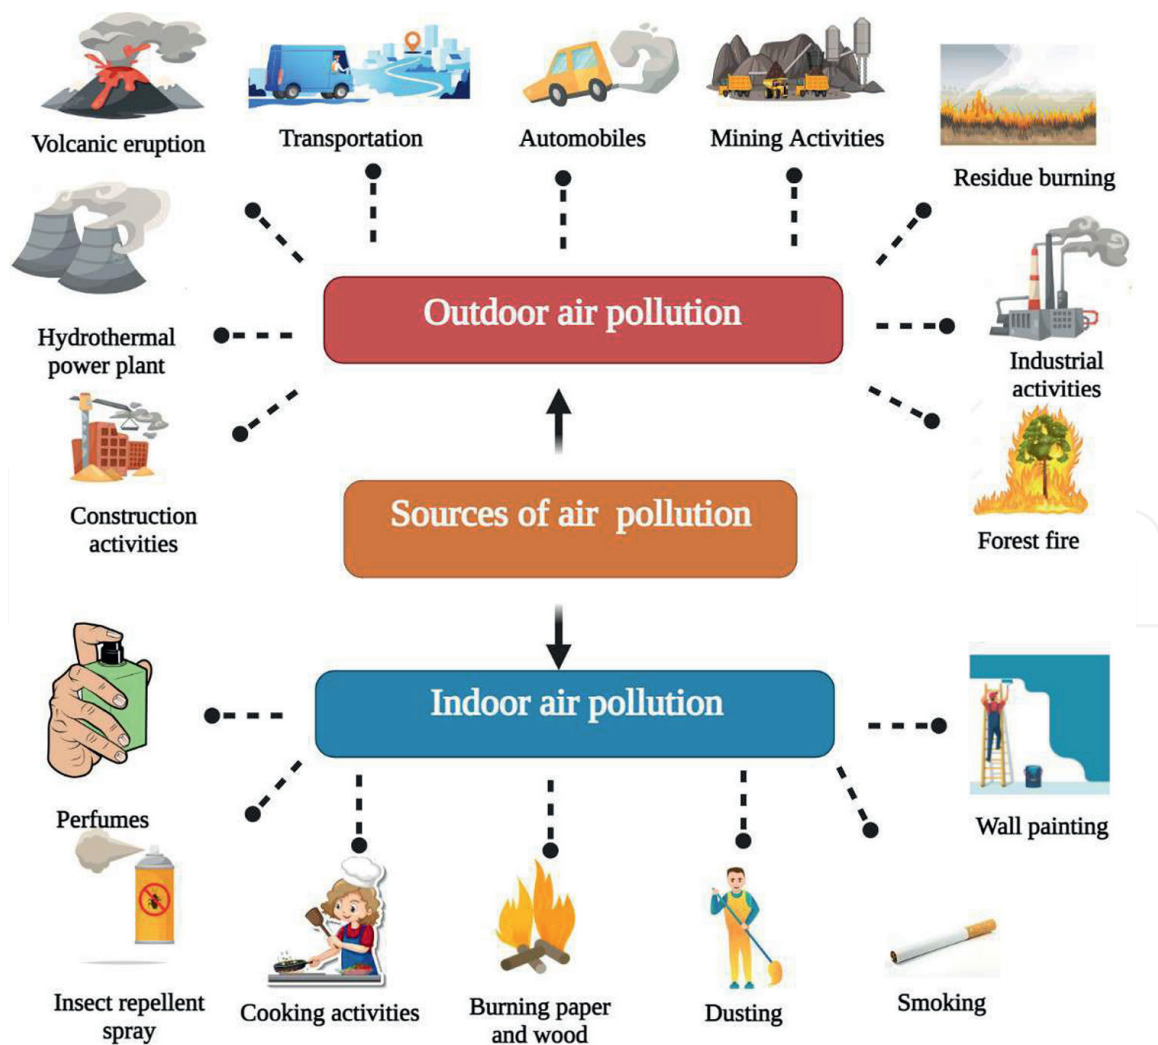 Volcanic eruption
Transportation
Automobiles
Mining Activities
Residue burning
Hydrothermal
power plant
Outdoor air pollution
Industrial
activities
Construction
activities
Sources of air  pollution
Forest fire
Indoor air pollution
Perfumes
Wall painting
Insect repellent
spray
Cooking activities
Burning paper
and wood
Dusting
Smoking